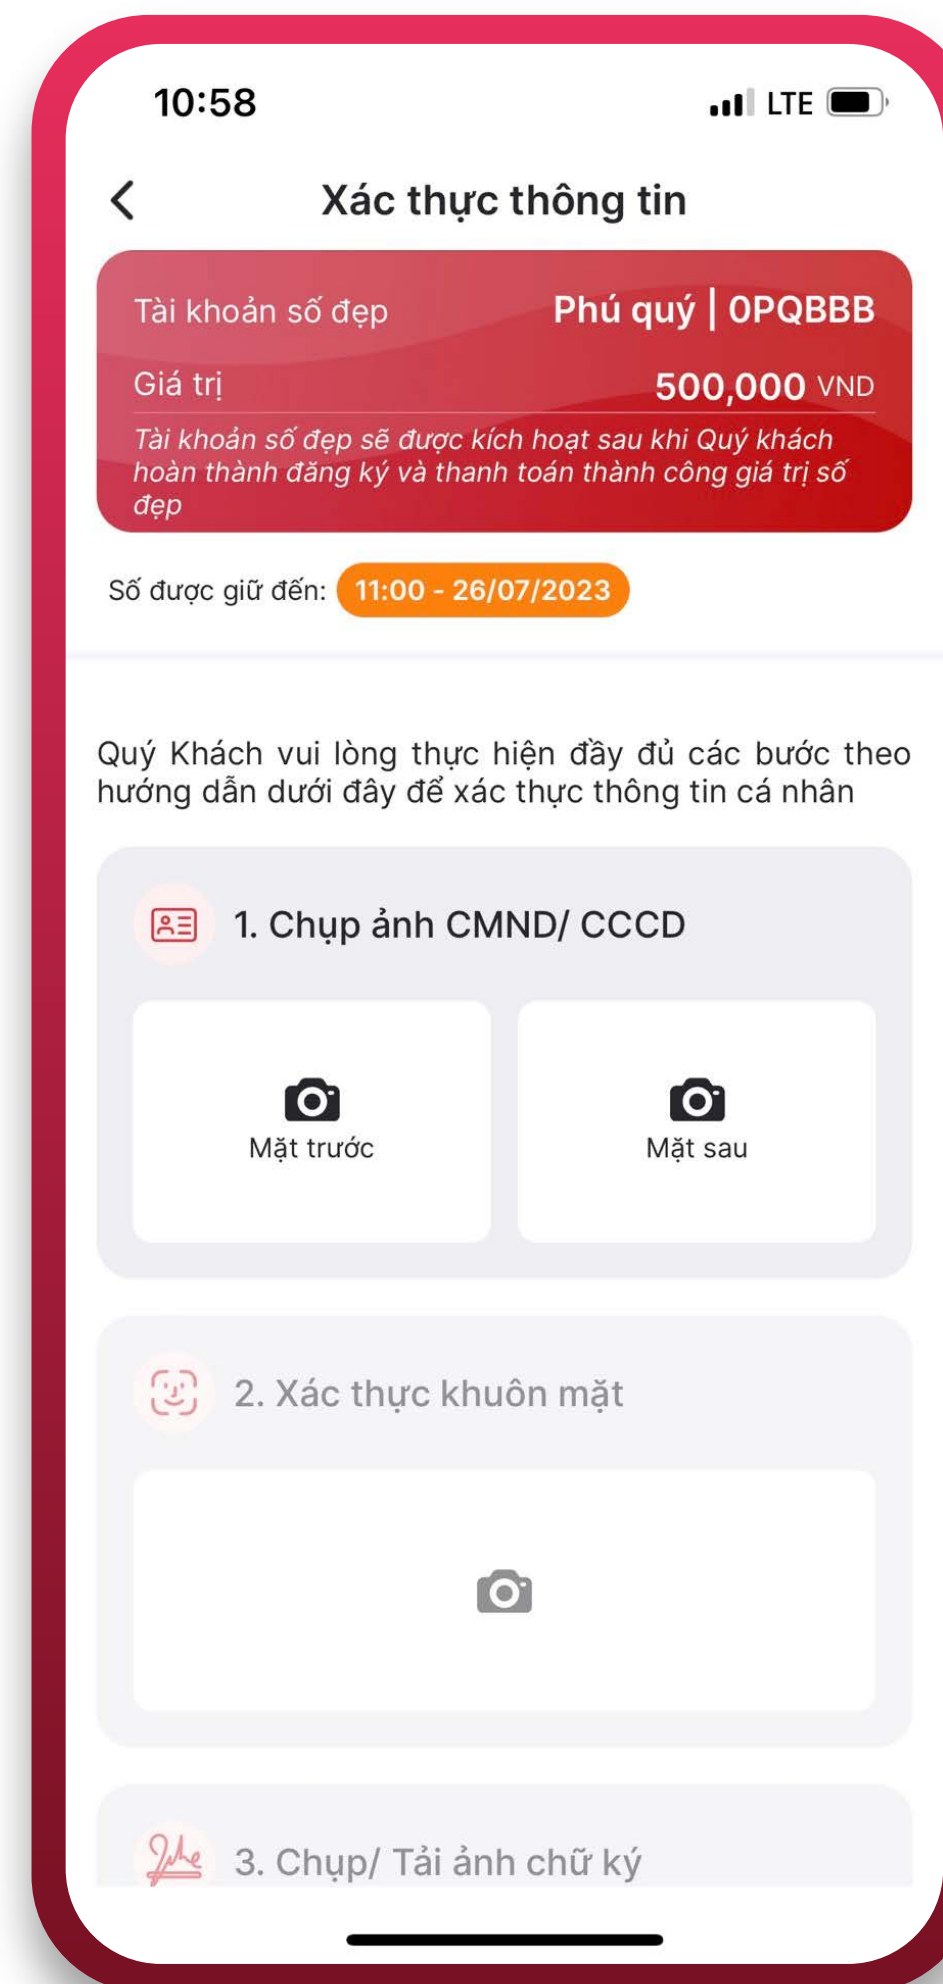 10:58 LTE
Xác thực thông tin
Tài khoản số đẹp Phú quý | 0PQBBB
Giá trị 500,000 VND
Tài khoản số đẹp sẽ được kích hoạt sau khi Quý khách
hoàn thành đăng ký và thanh toán thành công giá trị số
đẹp
Số được giữ đến: 11:00 - 26/07/2023
Quý Khách vui lòng thực hiện đầy đủ các bước theo
hướng dẫn dưới đây để xác thực thông tin cá nhân
1. Chụp ảnh CMND/ CCCD
Mặt trước Mặt sau
2. Xác thực khuôn mặt
3. Chụp/ Tải ảnh chữ ký